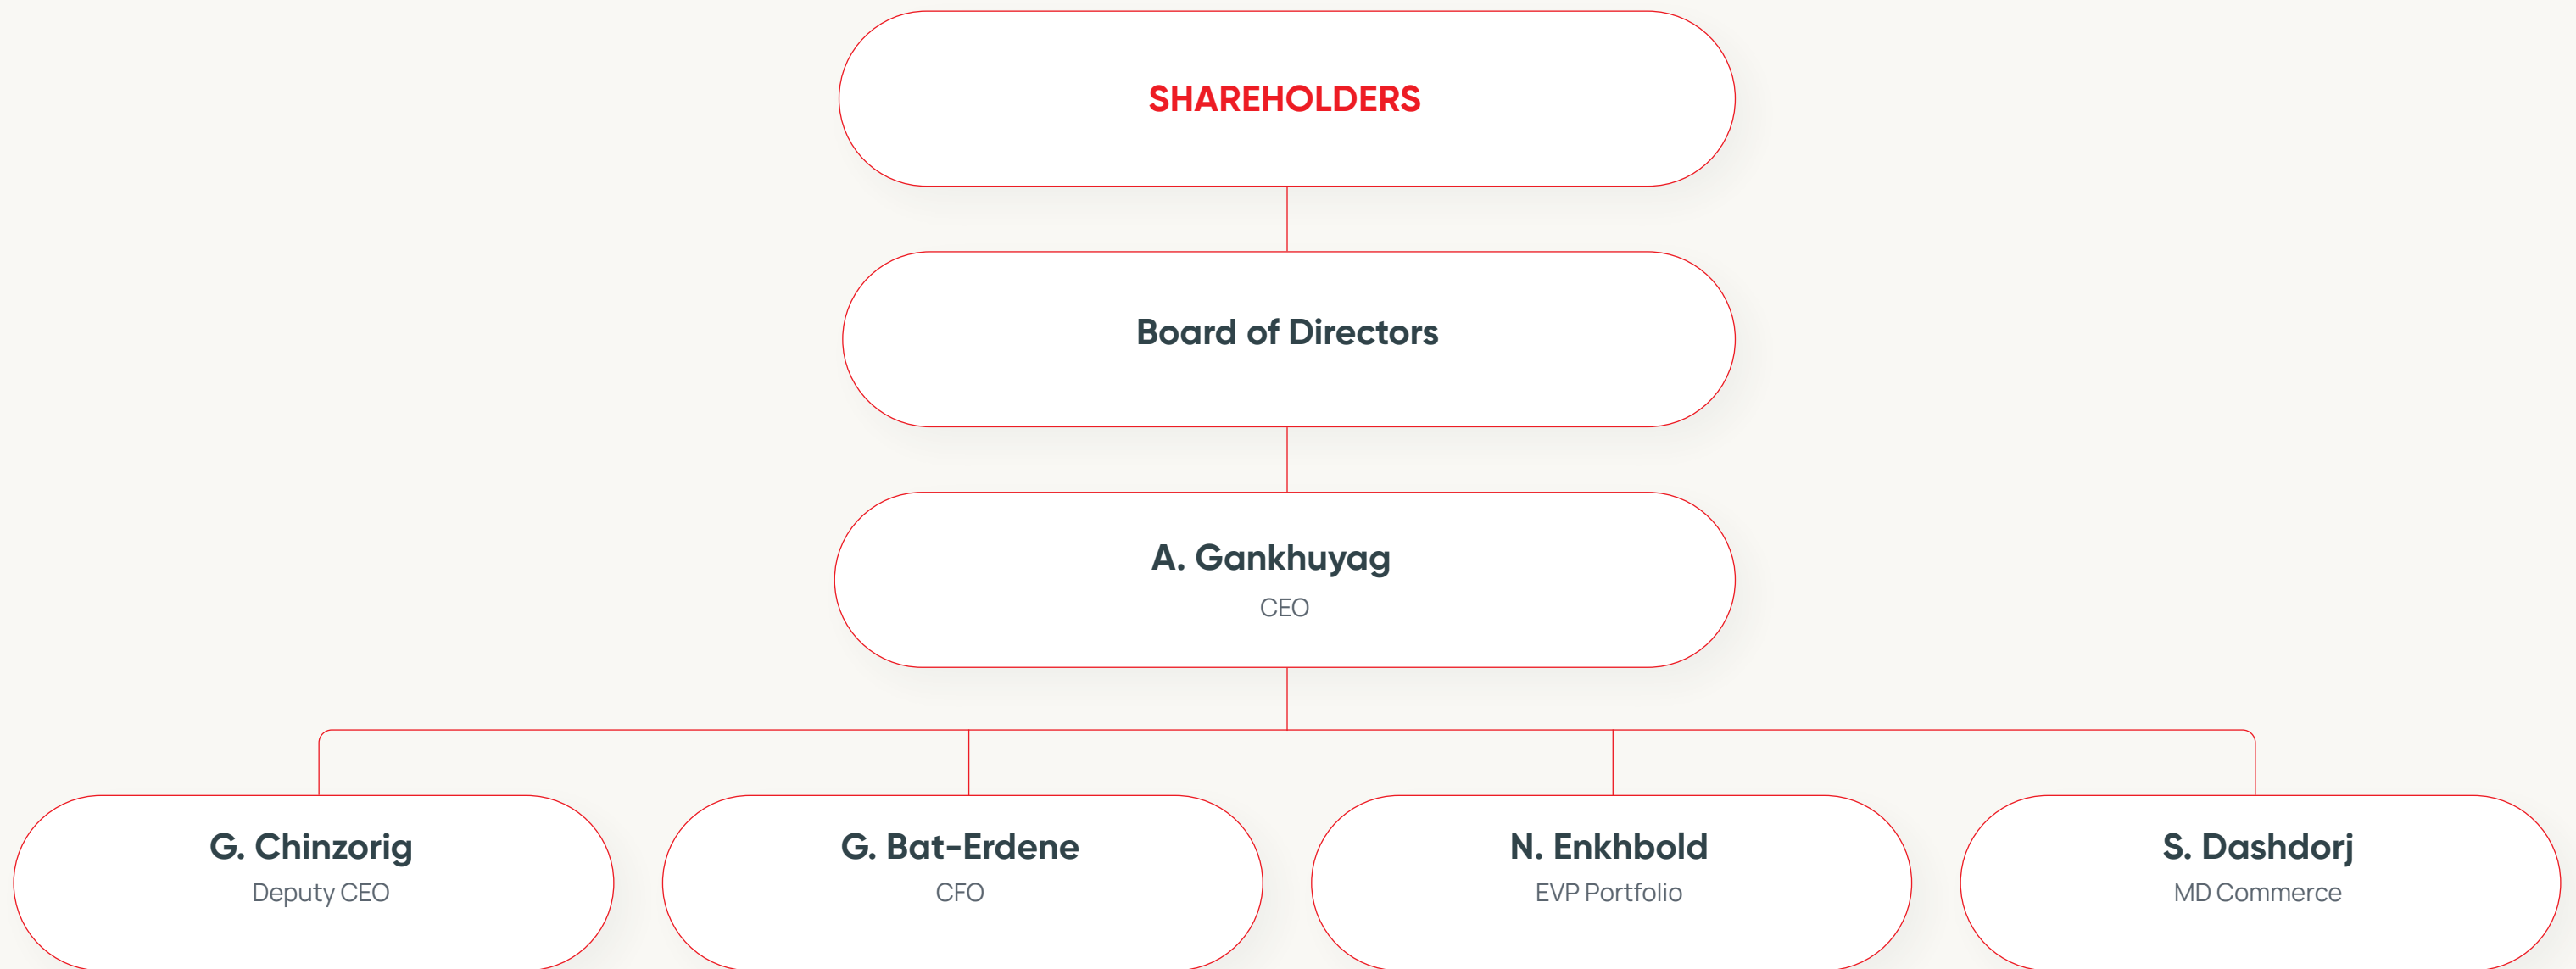 SHAREHOLDERS
Board of Directors
A. Gankhuyag
CEO
G. Chinzorig
Deputy CEO
G. Bat-Erdene
CFO
N. Enkhbold
EVP Portfolio
S. Dashdorj
MD Commerce